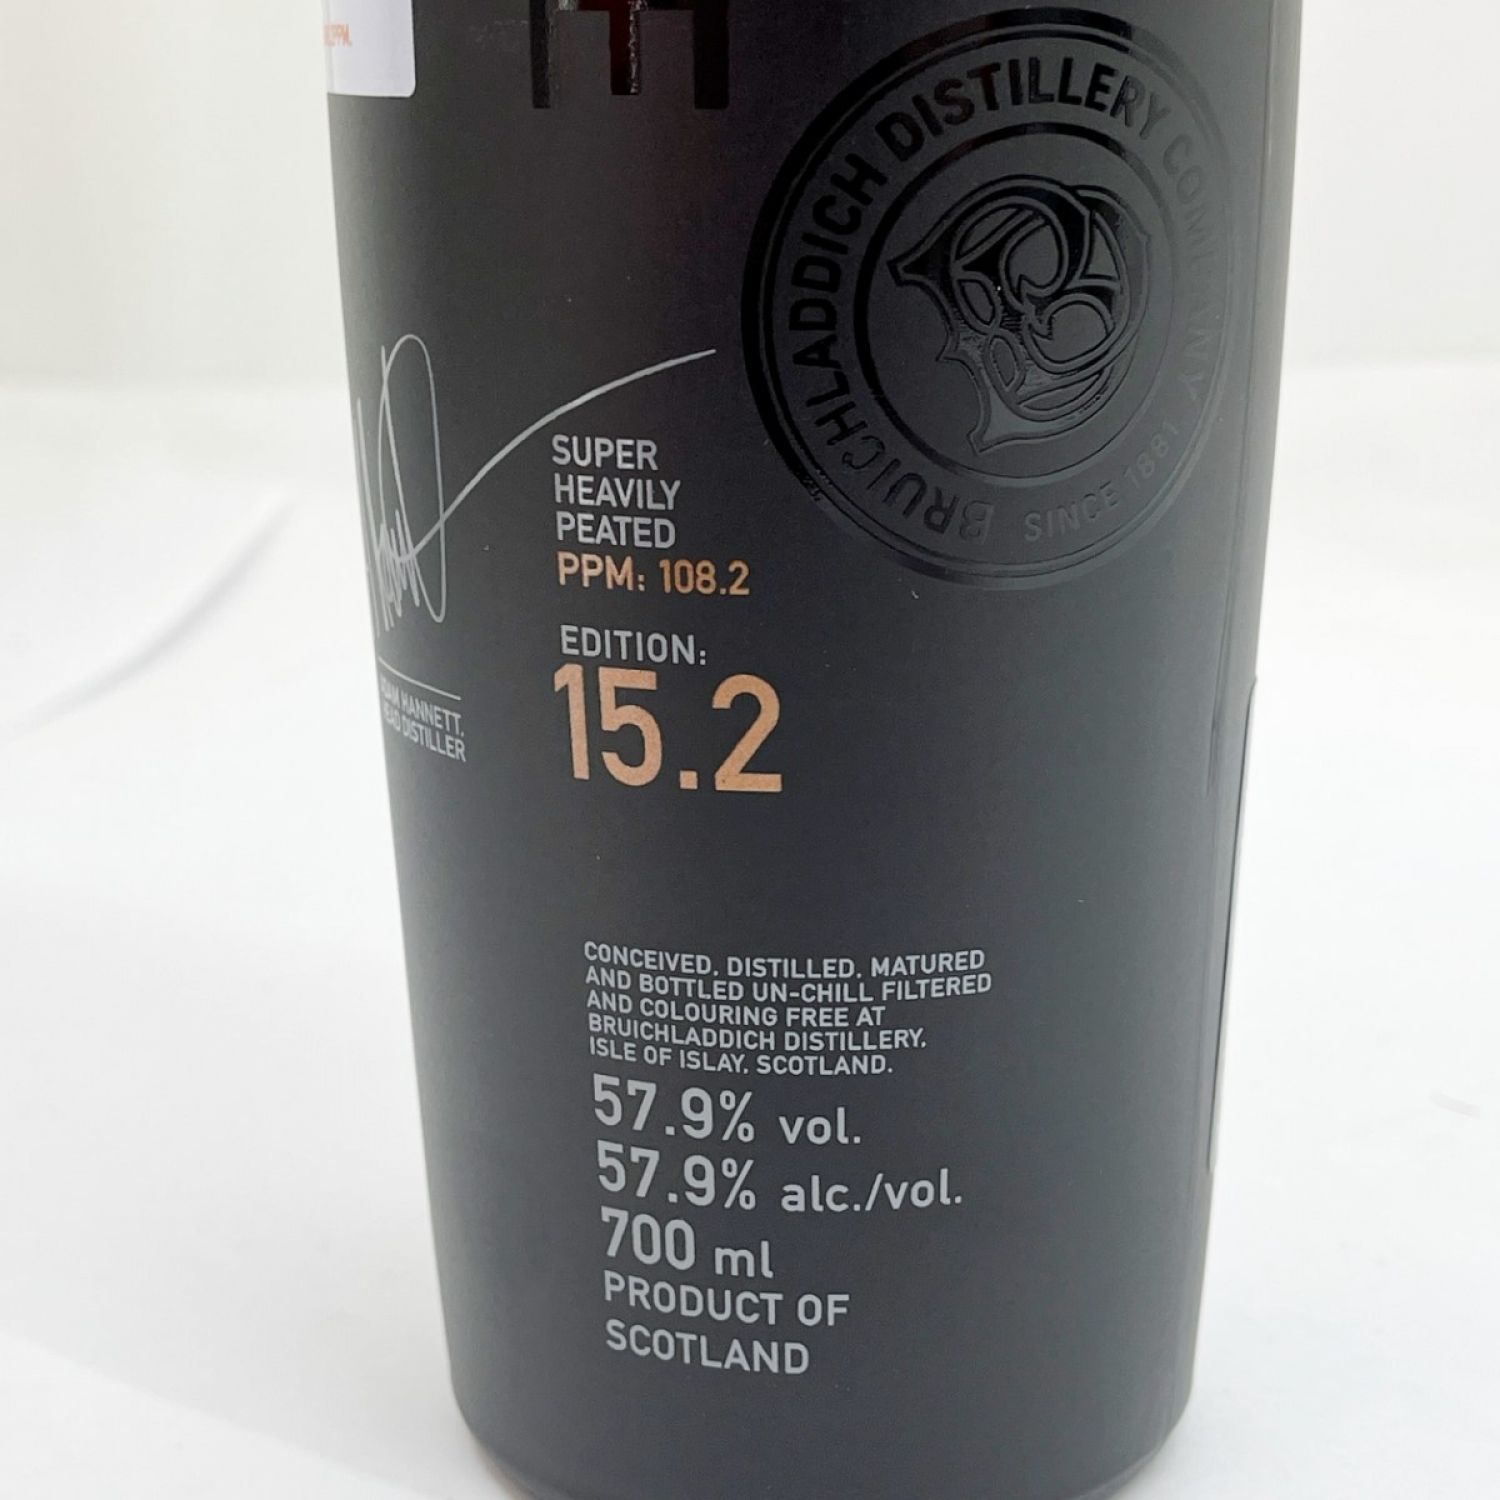 BRUICHLADDICH DISTILLERY COMPANY
SINCE 1881
SUPER
HEAVILY
PEATED
PPM: 108.2
EDITION:
15.2
HANNETT,
DISTILLER
CONCEIVED, DISTILLED, MATURED
AND BOTTLED UN-CHILL FILTERED
AND COLOURING FREE AT
BRUICHLADDICH DISTILLERY,
ISLE OF ISLAY, SCOTLAND.
57.9% vol.
57.9% alc./vol.
700 ml
PRODUCT OF
SCOTLAND